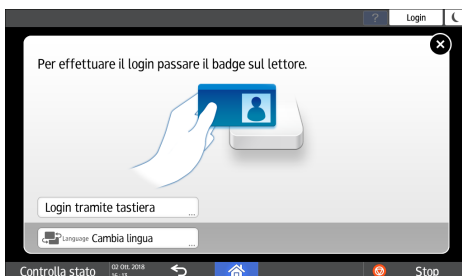 ? Login
Per effettuare il login passare il badge sul lettore.
Login tramite tastiera ...
Language Cambia lingua ...
Controlla stato 02 Ott. 2018 Stop